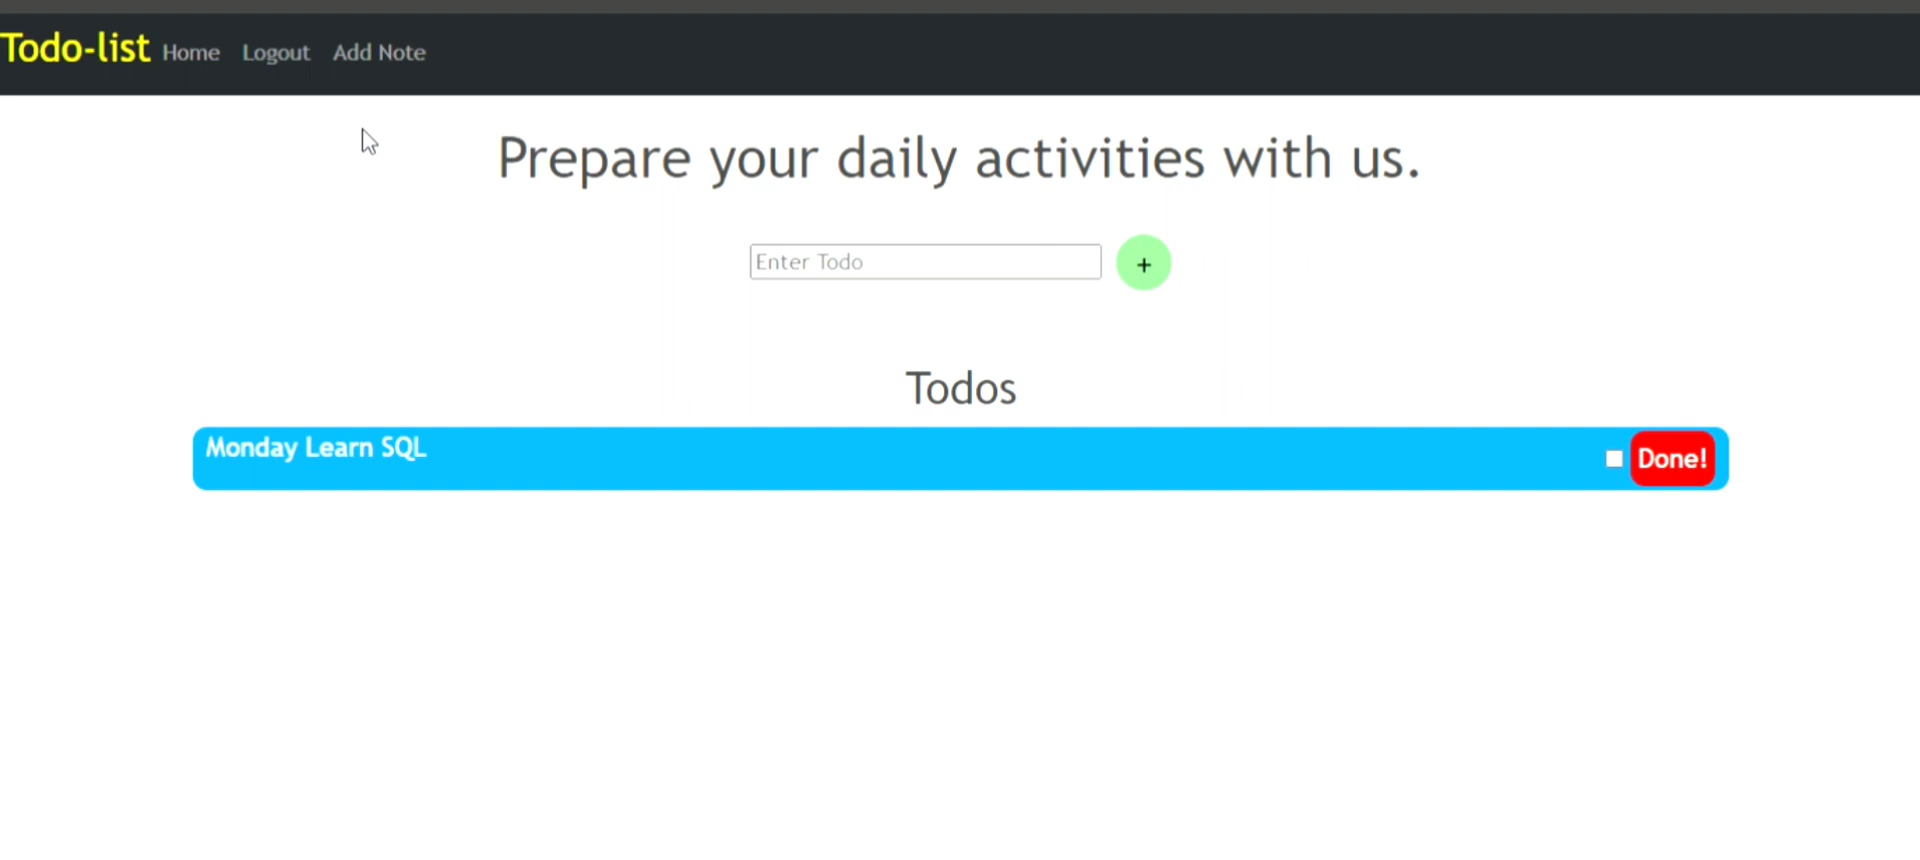 Todo-list Home Logout Add Note
Prepare your daily activities with us.
Enter Todo +
Todos
Monday Learn SQL Done!